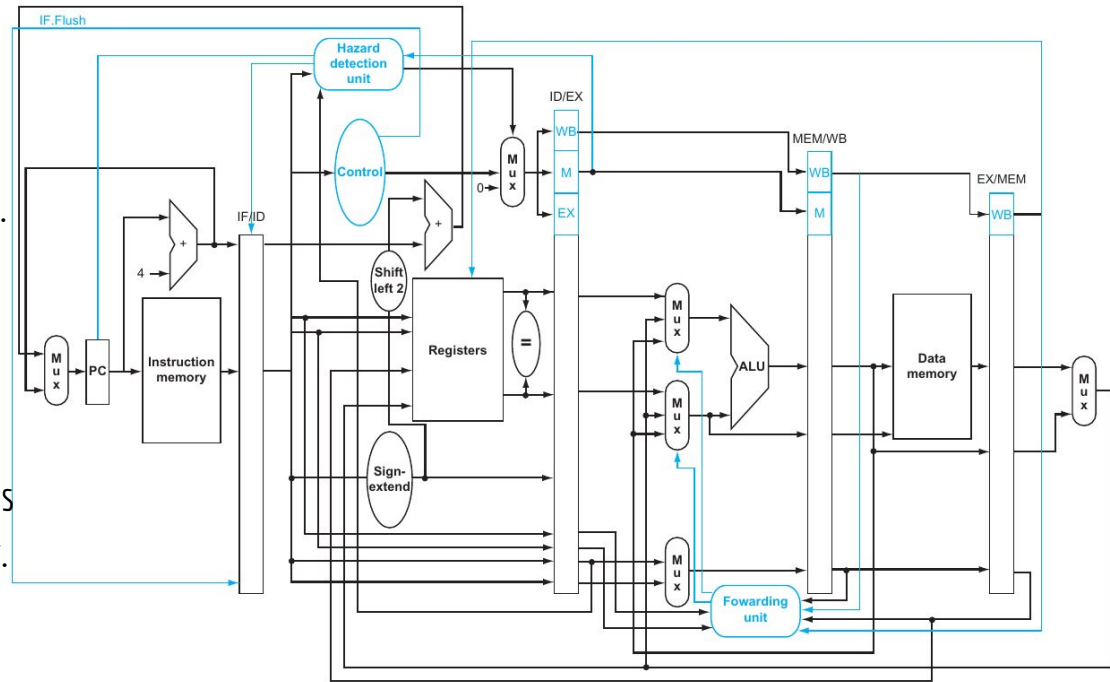 IF.Flush
Hazard
detection
unit
ID/EX
WB
MEM/WB
Control
M
u
x
M
WB
EX/MEM
0
EX
M
WB
.
IF/ID
+
+
4
Shift
left 2
M
u
x
PC
Instruction
memory
Registers
=
M
u
x
ALU
Data
memory
M
u
x
M
u
x
Sign-
extend
S
.
M
u
x
Fowarding
unit